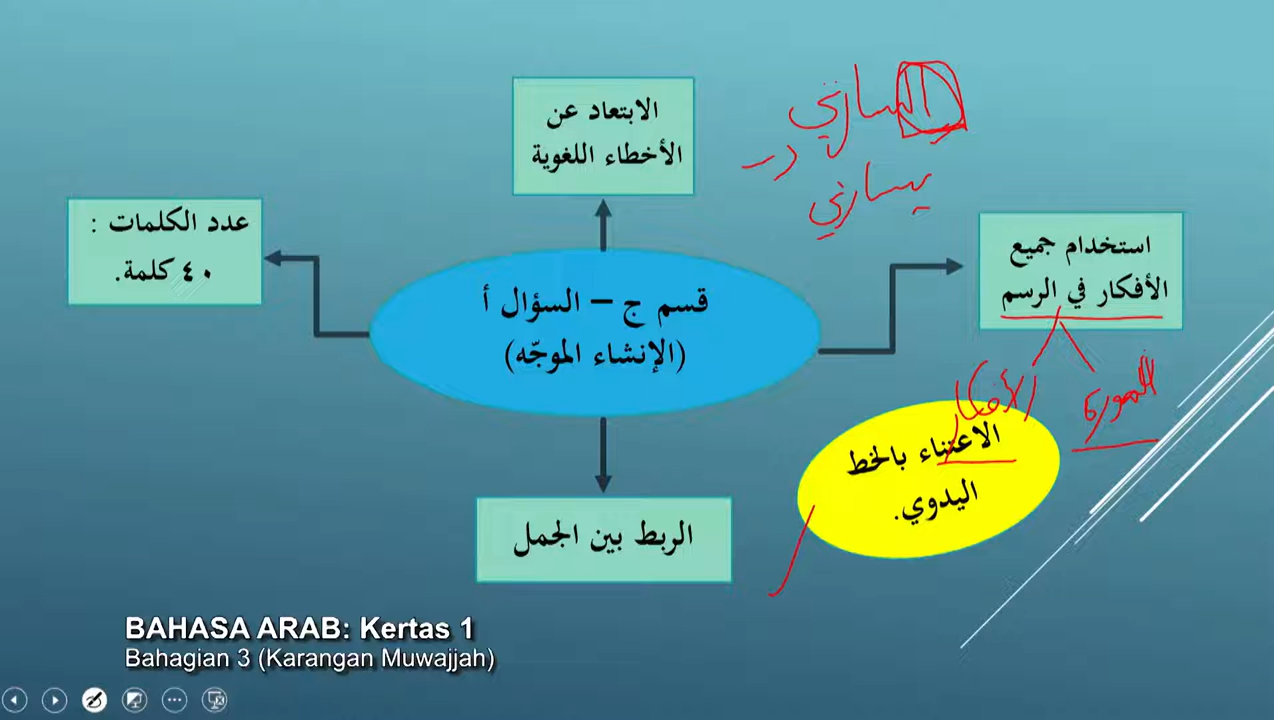 الابتعاد عن
الأخطاء اللغوية
عدد الكلمات :
٤٠ كلمة.
استخدام جميع
الأفكار في الرسم
قسم ج – السؤال أ
(الإنشاء الموجّه)
الأفكار
الصورة
الاعتناء بالخط
اليدوي.
الربط بين الجمل
BAHASA ARAB: Kertas 1
Bahagian 3 (Karangan Muwajjah)